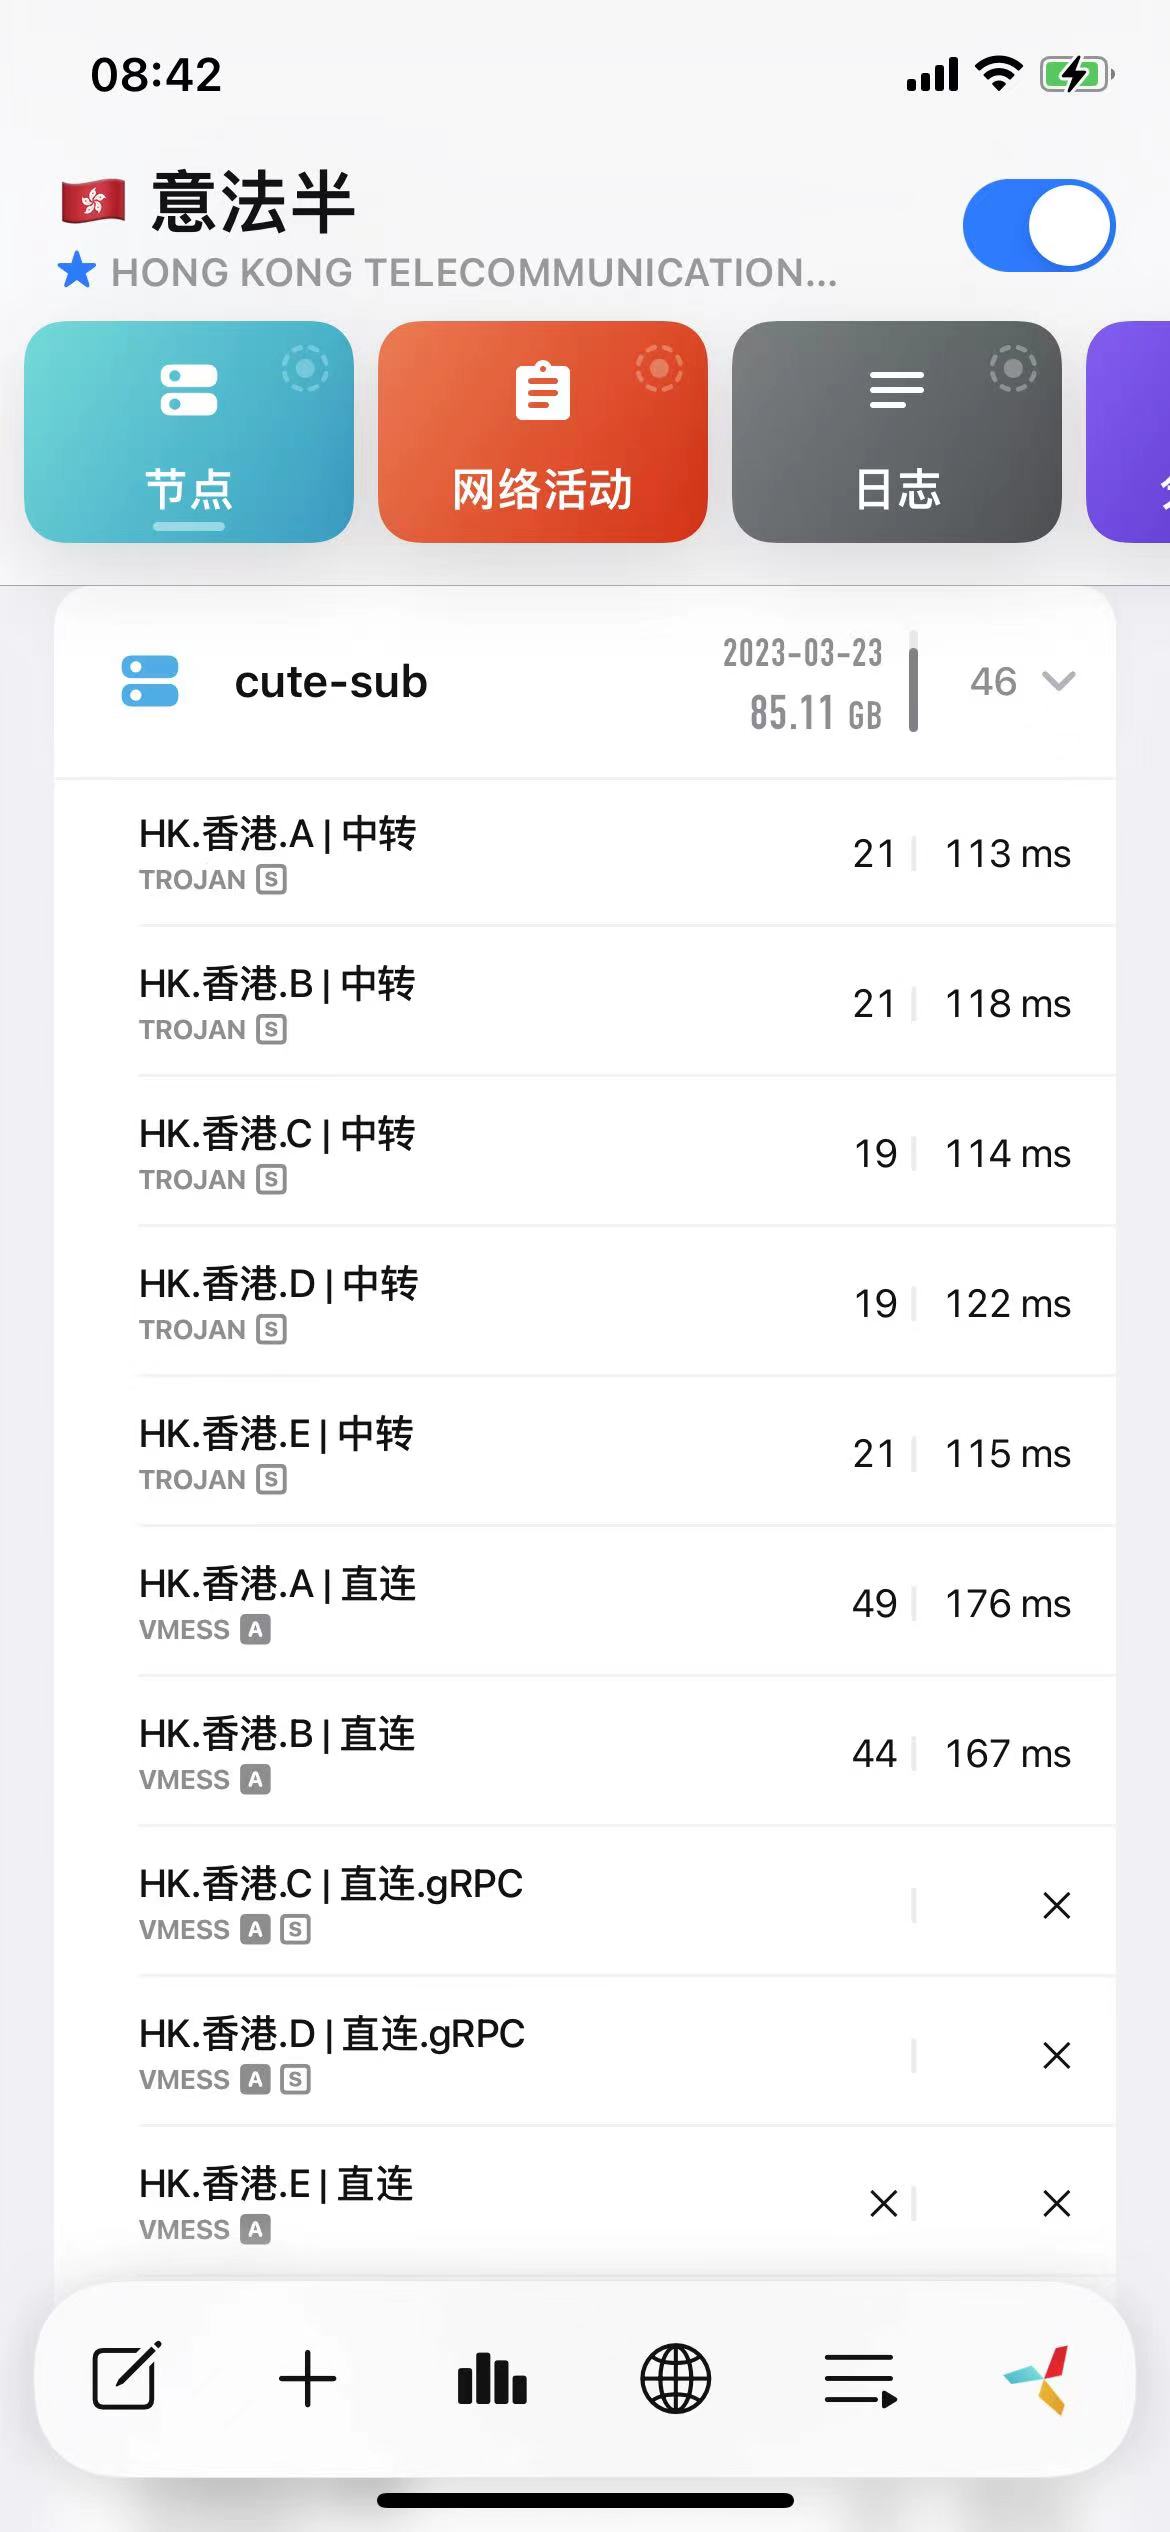 08:42
意法半
HONG KONG TELECOMMUNICATION...
节点
网络活动
日志
cute-sub
2023-03-23
85.11 GB
46
HK.香港.A | 中转
TROJAN S
21
113 ms
HK.香港.B | 中转
TROJAN S
21
118 ms
HK.香港.C | 中转
TROJAN S
19
114 ms
HK.香港.D | 中转
TROJAN S
19
122 ms
HK.香港.E | 中转
TROJAN S
21
115 ms
HK.香港.A | 直连
VMESS A
49
176 ms
HK.香港.B | 直连
VMESS A
44
167 ms
HK.香港.C | 直连.gRPC
VMESS A S
HK.香港.D | 直连.gRPC
VMESS A S
HK.香港.E | 直连
VMESS A